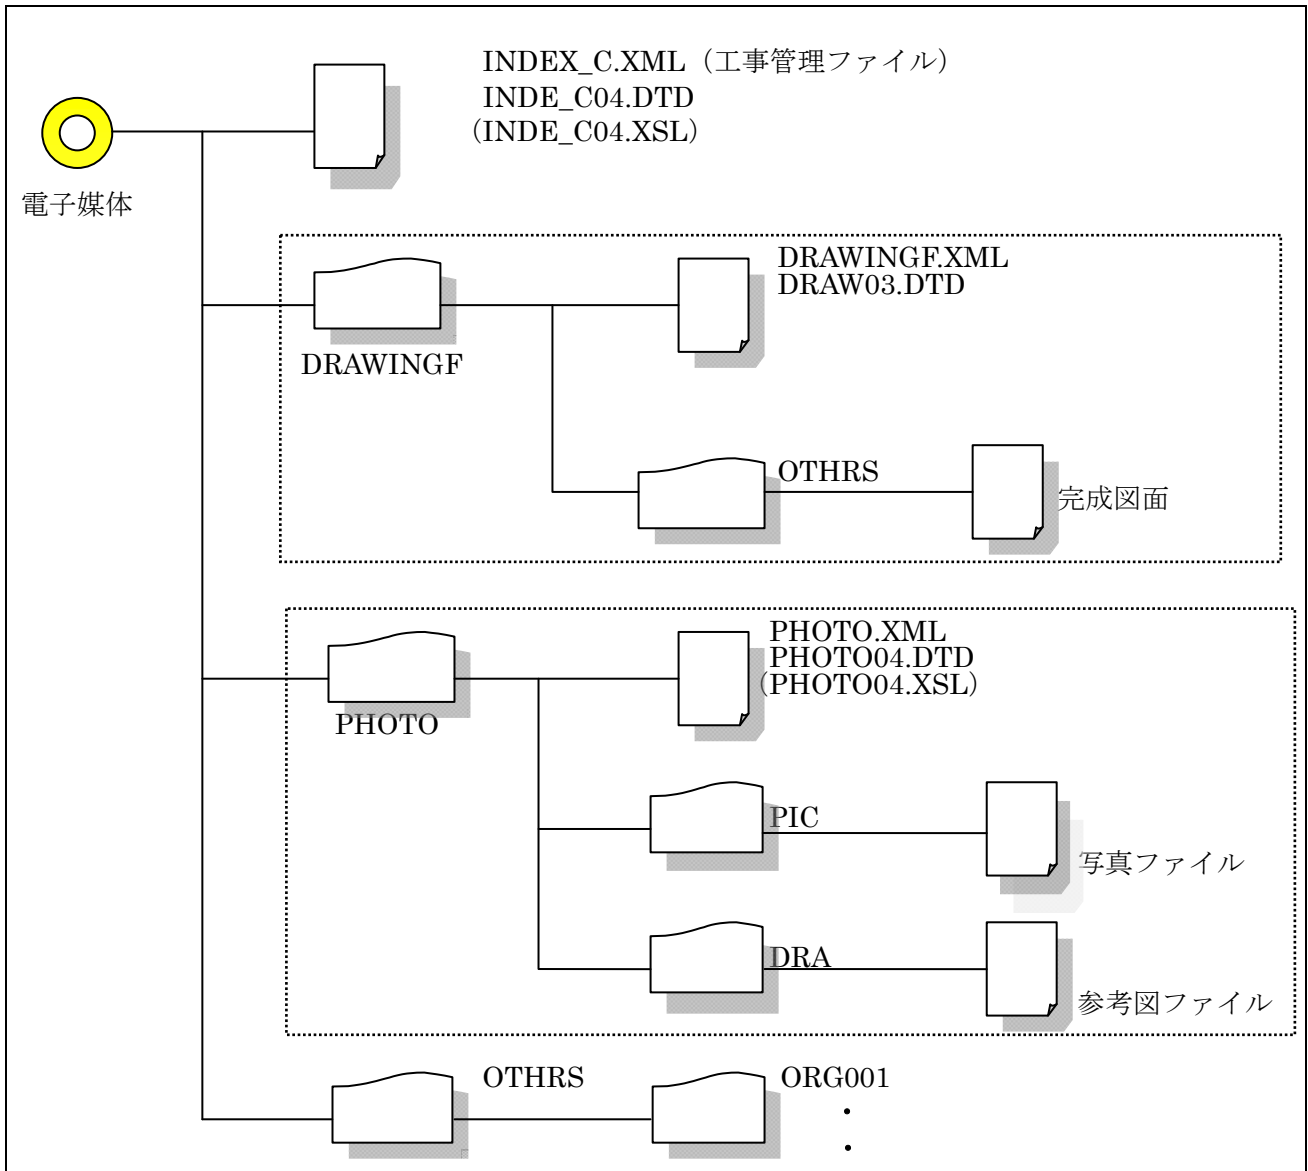 INDEX_C.XML（工事管理ファイル）
INDE_C04.DTD
（INDE_C04.XSL）
電子媒体
DRAWINGF.XML
DRAW03.DTD
DRAWINGF
OTHRS
完成図面
PHOTO.XML
PHOTO04.DTD
（PHOTO04.XSL）
PHOTO
PIC
写真ファイル
DRA
参考図ファイル
OTHRS
ORG001
・
・